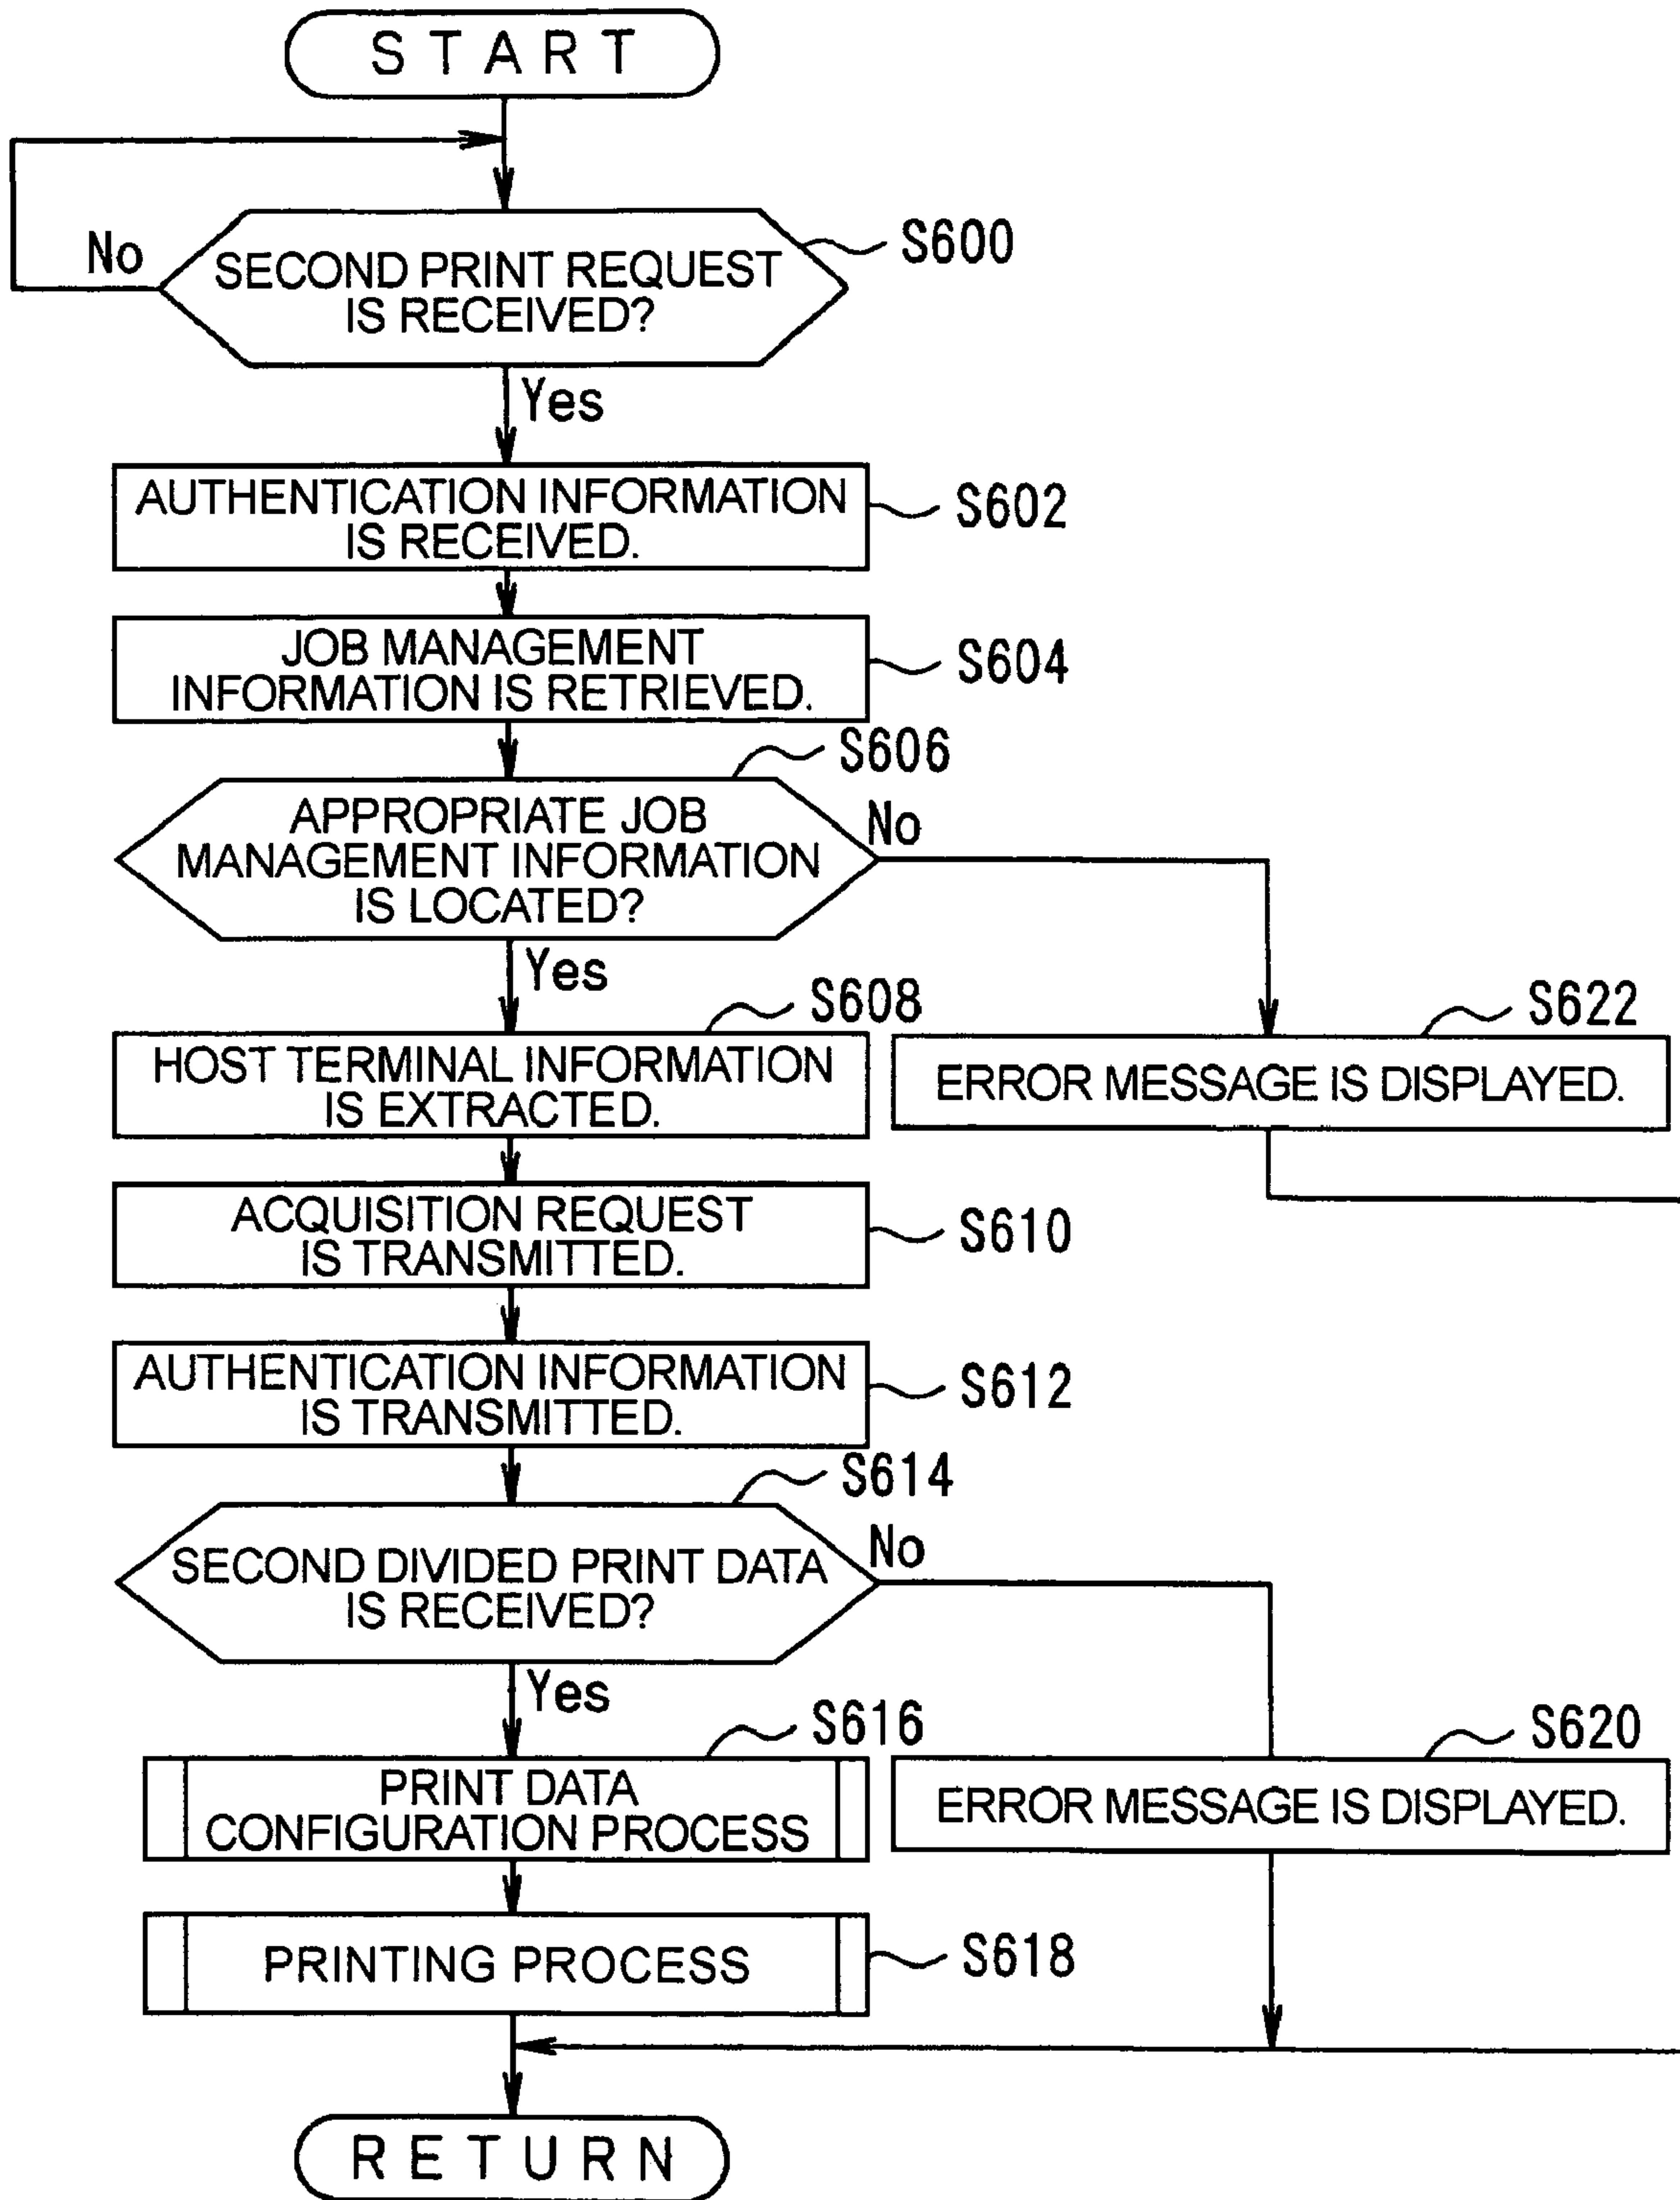 START
No
SECOND PRINT REQUEST
IS RECEIVED?
S600
Yes
AUTHENTICATION INFORMATION
IS RECEIVED.
S602
JOB MANAGEMENT
INFORMATION IS RETRIEVED.
S604
S606
APPROPRIATE JOB
MANAGEMENT INFORMATION
IS LOCATED?
No
Yes
S608
HOST TERMINAL INFORMATION
IS EXTRACTED.
S622
ERROR MESSAGE IS DISPLAYED.
ACQUISITION REQUEST
IS TRANSMITTED.
S610
AUTHENTICATION INFORMATION
IS TRANSMITTED.
S612
S614
SECOND DIVIDED PRINT DATA
IS RECEIVED?
No
Yes
S616
PRINT DATA
CONFIGURATION PROCESS
S620
ERROR MESSAGE IS DISPLAYED.
PRINTING PROCESS
S618
RETURN